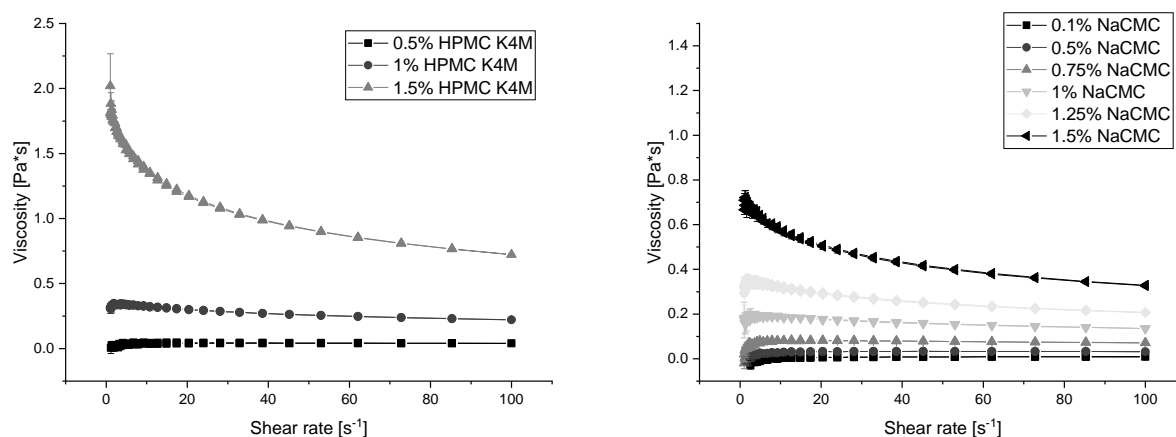 2.5
2.0
1.5
1.0
0.5
0.0
Viscosity [Pa*s]
0 20 40 60 80 100
Shear rate [s⁻¹]
0.5% HPMC K4M
1% HPMC K4M
1.5% HPMC K4M
1.4
1.2
1.0
0.8
0.6
0.4
0.2
0.0
Viscosity [Pa*s]
0 20 40 60 80 100
Shear rate [s⁻¹]
0.1% NaCMC
0.5% NaCMC
0.75% NaCMC
1% NaCMC
1.25% NaCMC
1.5% NaCMC